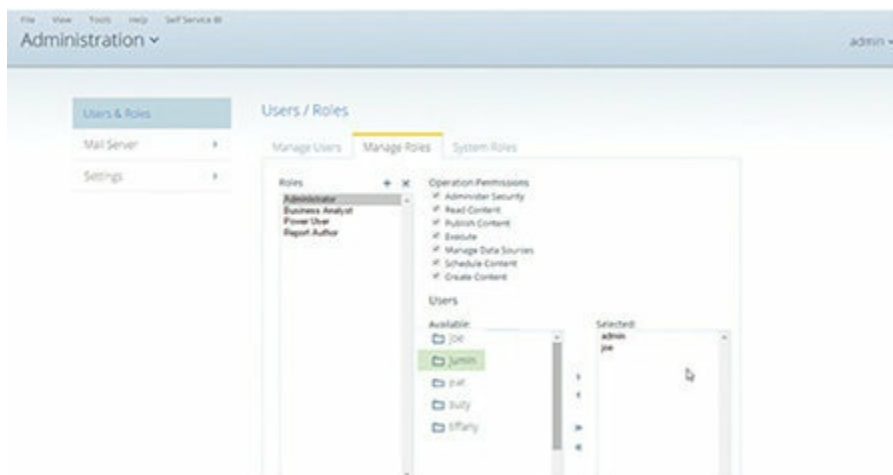 File View Tools Help Self Service BI
Administration
admin
Users & Roles
Mail Server
Settings
Users / Roles
Manage Users Manage Roles System Roles
Roles
Administrator
Business Analyst
Power User
Report Author
Operation Permissions
Administer Security
Read Content
Publish Content
Execute
Manage Data Sources
Schedule Content
Create Content
Users
Available:
joe
Jumin
pat
suzy
tiffany
Selected:
admin
joe